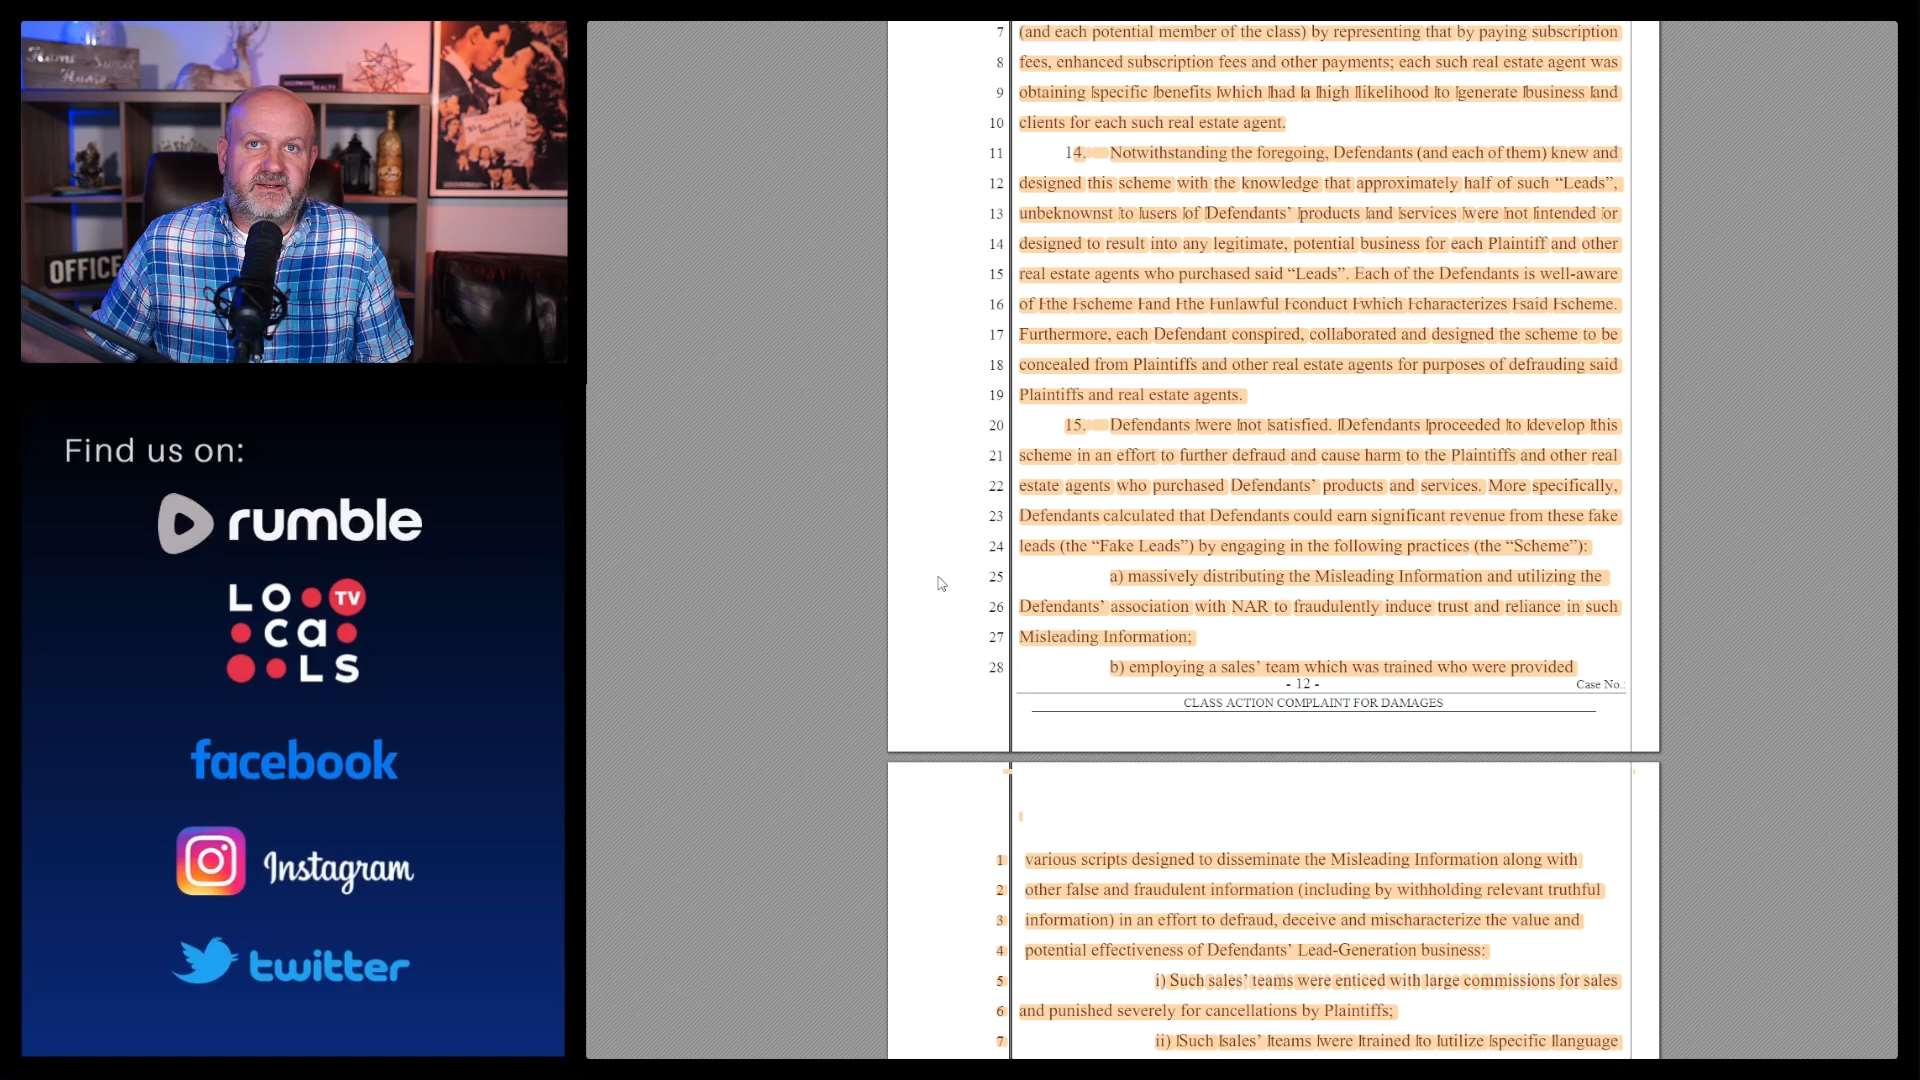 Home Sweet
Home
OFFICE
Find us on:
rumble
LOCALS
TV
facebook
Instagram
twitter
7 (and each potential member of the class) by representing that by paying subscription
8 fees, enhanced subscription fees and other payments; each such real estate agent was
9 obtaining specific benefits which had a high likelihood to generate business and
10 clients for each such real estate agent.
11 14. Notwithstanding the foregoing, Defendants (and each of them) knew and
12 designed this scheme with the knowledge that approximately half of such “Leads”,
13 unbeknownst to users of Defendants’ products and services were not intended or
14 designed to result into any legitimate, potential business for each Plaintiff and other
15 real estate agents who purchased said “Leads”. Each of the Defendants is well-aware
16 of the scheme and the unlawful conduct which characterizes said scheme.
17 Furthermore, each Defendant conspired, collaborated and designed the scheme to be
18 concealed from Plaintiffs and other real estate agents for purposes of defrauding said
19 Plaintiffs and real estate agents.
20 15. Defendants were not satisfied. Defendants proceeded to develop this
21 scheme in an effort to further defraud and cause harm to the Plaintiffs and other real
22 estate agents who purchased Defendants’ products and services. More specifically,
23 Defendants calculated that Defendants could earn significant revenue from these fake
24 leads (the “Fake Leads”) by engaging in the following practices (the “Scheme”):
25 a) massively distributing the Misleading Information and utilizing the
26 Defendants’ association with NAR to fraudulently induce trust and reliance in such
27 Misleading Information;
28 b) employing a sales’ team which was trained who were provided
- 12 - Case No.:
CLASS ACTION COMPLAINT FOR DAMAGES
1 various scripts designed to disseminate the Misleading Information along with
2 other false and fraudulent information (including by withholding relevant truthful
3 information) in an effort to defraud, deceive and mischaracterize the value and
4 potential effectiveness of Defendants’ Lead-Generation business:
5 i) Such sales’ teams were enticed with large commissions for sales
6 and punished severely for cancellations by Plaintiffs;
7 ii) Such sales’ teams were trained to utilize specific language